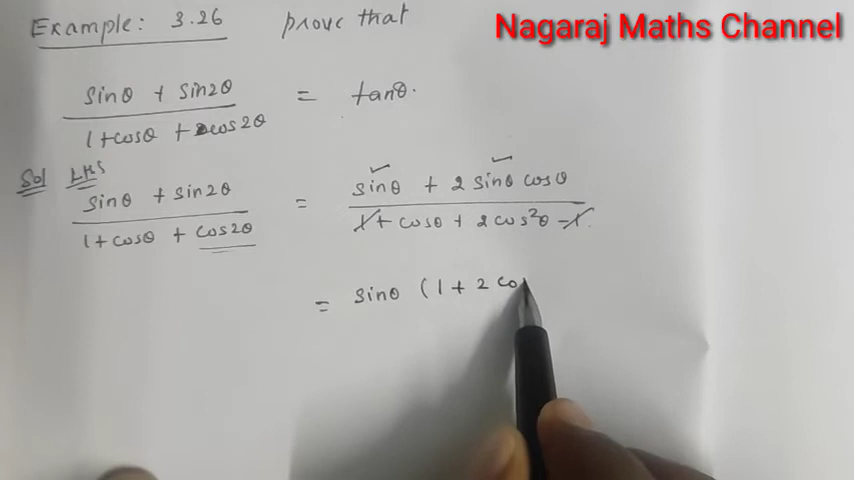 Nagaraj Maths Channel
Example: 3.26 prove that
sinθ + sin2θ
———— = tanθ.
1+cosθ + cos2θ
Sol LHS
sinθ + sin2θ / 1+cosθ + cos2θ = sinθ + 2 sinθ cosθ / 1+ cosθ + 2cos²θ -1
= sinθ (1 + 2 co